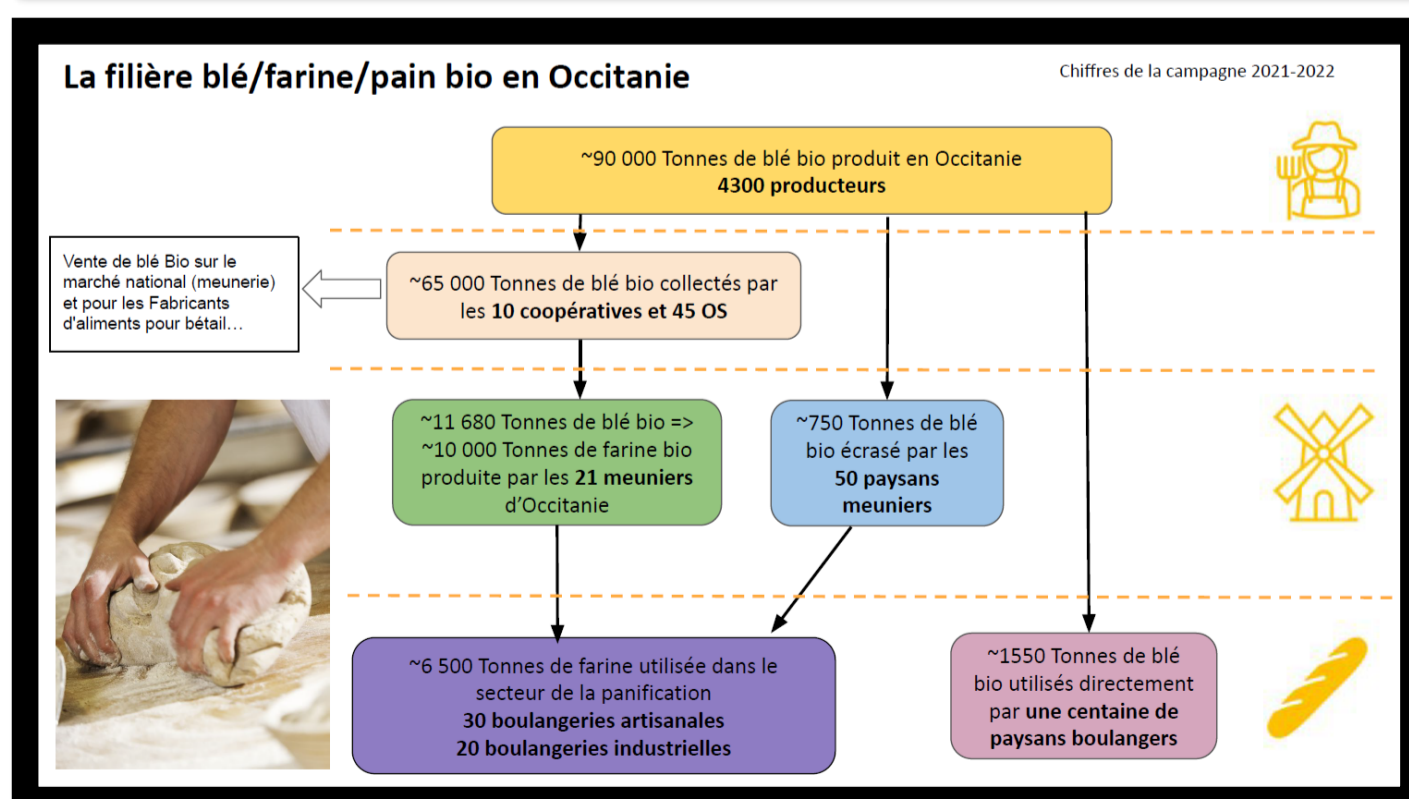 La filière blé/farine/pain bio en Occitanie
Chiffres de la campagne 2021-2022
~90 000 Tonnes de blé bio produit en Occitanie
4300 producteurs
Vente de blé Bio sur le
marché national (meunerie)
et pour les Fabricants
d'aliments pour bétail...
~65 000 Tonnes de blé bio collectés par
les 10 coopératives et 45 OS
~11 680 Tonnes de blé bio =>
~10 000 Tonnes de farine bio
produite par les 21 meuniers
d’Occitanie
~750 Tonnes de blé
bio écrasé par les
50 paysans
meuniers
~6 500 Tonnes de farine utilisée dans le
secteur de la panification
30 boulangeries artisanales
20 boulangeries industrielles
~1550 Tonnes de blé
bio utilisés directement
par une centaine de
paysans boulangers